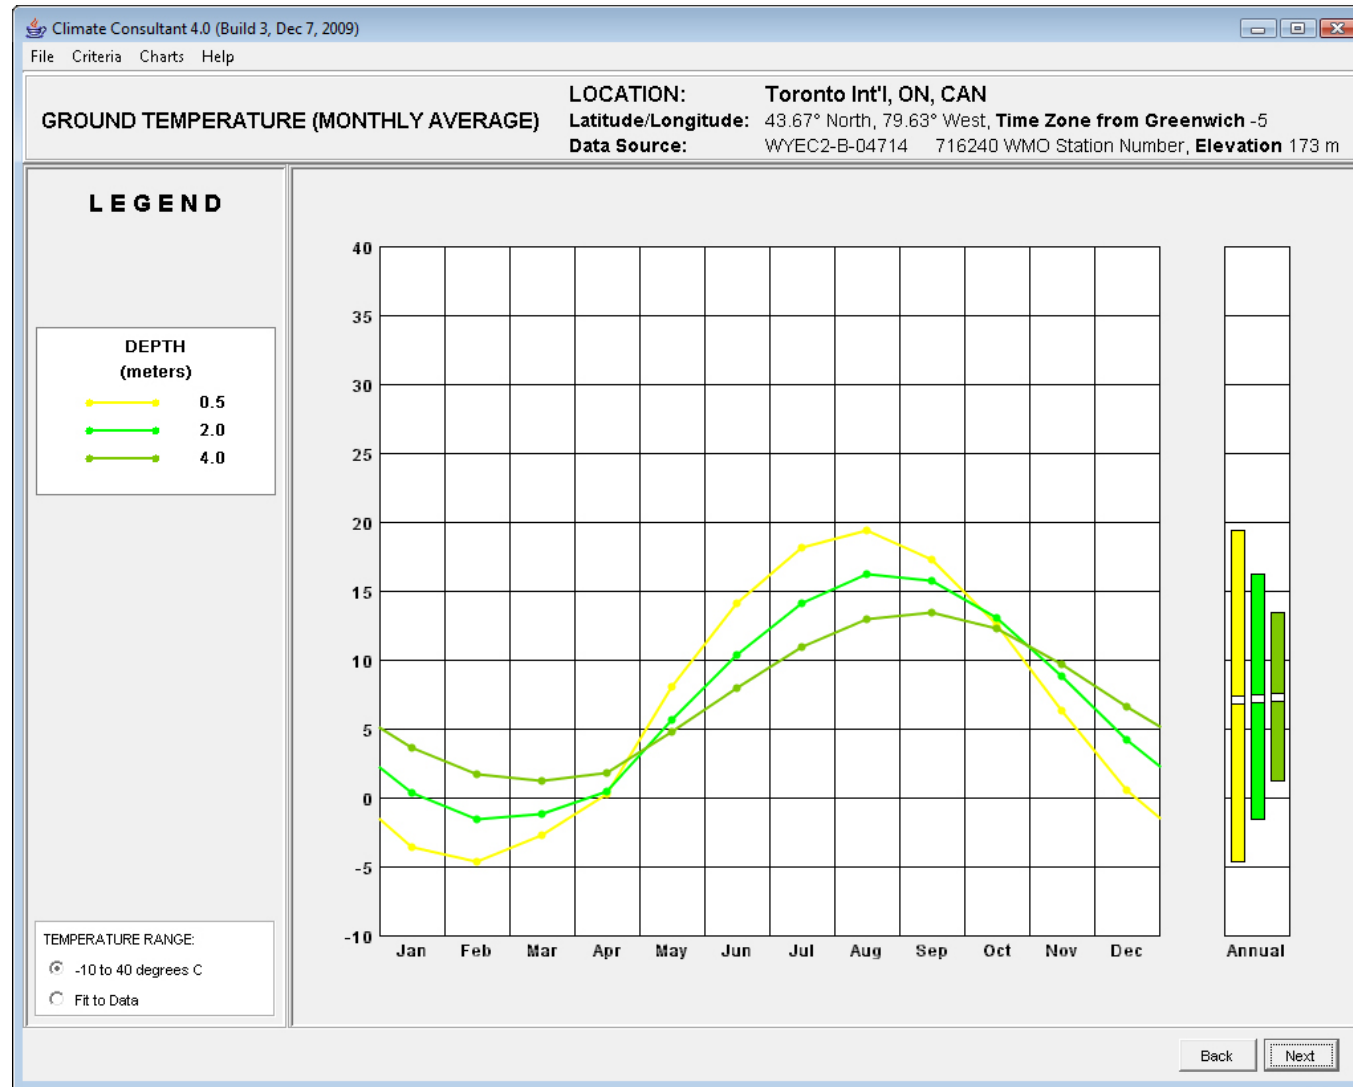 Climate Consultant 4.0 (Build 3, Dec 7, 2009)
File Criteria Charts Help
GROUND TEMPERATURE (MONTHLY AVERAGE)
LOCATION: Toronto Int'l, ON, CAN
Latitude/Longitude: 43.67° North, 79.63° West, Time Zone from Greenwich -5
Data Source: WYEC2-B-04714 716240 WMO Station Number, Elevation 173 m
LEGEND
DEPTH
(meters)
0.5
2.0
4.0
TEMPERATURE RANGE:
-10 to 40 degrees C
Fit to Data
40
35
30
25
20
15
10
5
0
-5
-10
Jan Feb Mar Apr May Jun Jul Aug Sep Oct Nov Dec Annual
Back Next